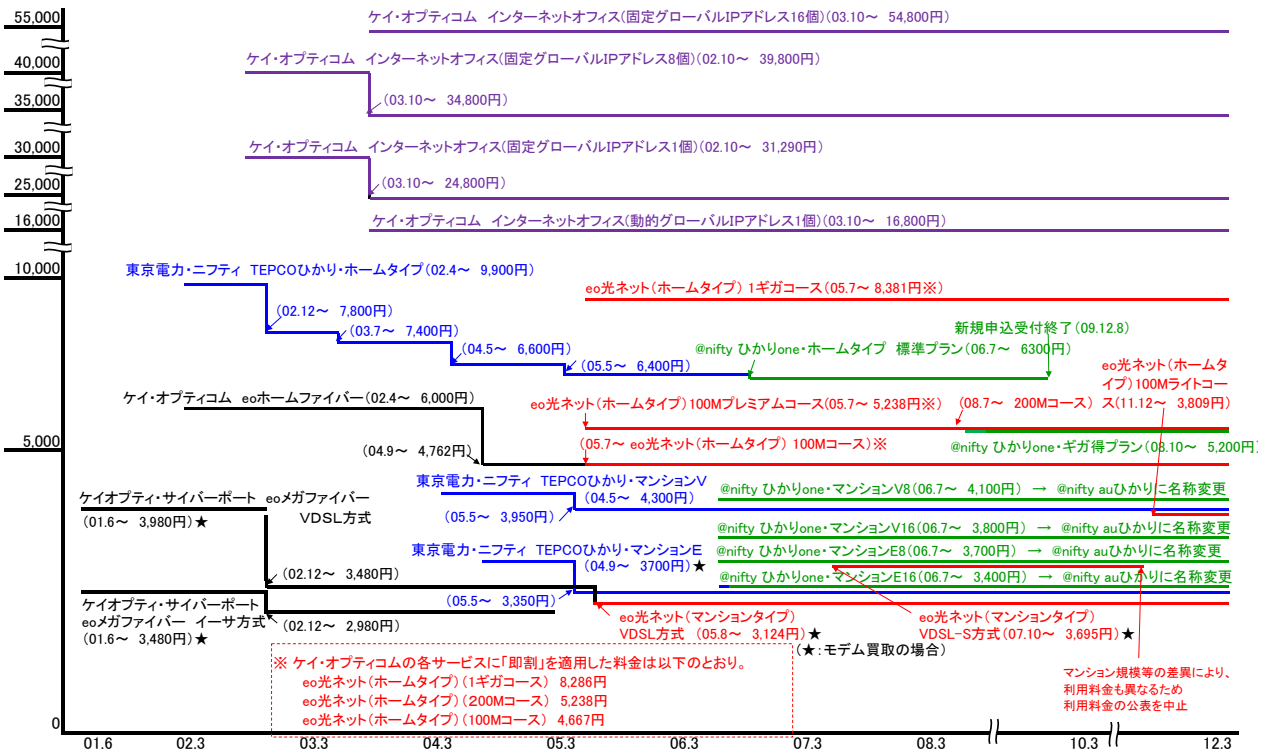 55,000
ケイ・オプティコム インターネットオフィス(固定グローバルIPアドレス16個)(03.10～ 54,800円)
40,000
ケイ・オプティコム インターネットオフィス(固定グローバルIPアドレス8個)(02.10～ 39,800円)
35,000
(03.10～ 34,800円)
30,000
ケイ・オプティコム インターネットオフィス(固定グローバルIPアドレス1個)(02.10～ 31,290円)
25,000
(03.10～ 24,800円)
16,000
ケイ・オプティコム インターネットオフィス(動的グローバルIPアドレス1個)(03.10～ 16,800円)
10,000
東京電力・ニフティ TEPCOひかり・ホームタイプ(02.4～ 9,900円)
eo光ネット(ホームタイプ) 1ギガコース(05.7～ 8,381円※)
(02.12～ 7,800円)
(03.7～ 7,400円)
新規申込受付終了(09.12.8)
(04.5～ 6,600円)
@nifty ひかりone・ホームタイプ 標準プラン(06.7～ 6300円)
(05.5～ 6,400円)
eo光ネット(ホームタ
イプ)100Mライトコー
ス(11.12～ 3,809円)
ケイ・オプティコム eoホームファイバー(02.4～ 6,000円)
eo光ネット(ホームタイプ)100Mプレミアムコース(05.7～ 5,238円※)
(08.7～ 200Mコース)
5,000
(04.9～ 4,762円)
(05.7～ eo光ネット(ホームタイプ) 100Mコース)※
@nifty ひかりone・ギガ得プラン(08.10～ 5,200円)
東京電力・ニフティ TEPCOひかり・マンションV
(04.5～ 4,300円)
@nifty ひかりone・マンションV8(06.7～ 4,100円) → @nifty auひかりに名称変更
ケイオプティ・サイバーポート eoメガファイバー
VDSL方式
(01.6～ 3,980円)★
(05.5～ 3,950円)
@nifty ひかりone・マンションV16(06.7～ 3,800円) → @nifty auひかりに名称変更
東京電力・ニフティ TEPCOひかり・マンションE
(04.9～ 3700円)★
@nifty ひかりone・マンションE8(06.7～ 3,700円) → @nifty auひかりに名称変更
(02.12～ 3,480円)
@nifty ひかりone・マンションE16(06.7～ 3,400円) → @nifty auひかりに名称変更
(05.5～ 3,350円)
ケイオプティ・サイバーポート
eoメガファイバー イーサ方式
(01.6～ 3,480円)★
(02.12～ 2,980円)
eo光ネット(マンションタイプ)
VDSL方式 (05.8～ 3,124円)★
eo光ネット(マンションタイプ)
VDSL-S方式(07.10～ 3,695円)★
(★:モデム買取の場合)
マンション規模等の差異により、
利用料金も異なるため
利用料金の公表を中止
※ ケイ・オプティコムの各サービスに「即割」を適用した料金は以下のとおり。
eo光ネット(ホームタイプ)(1ギガコース) 8,286円
eo光ネット(ホームタイプ)(200Mコース) 5,238円
eo光ネット(ホームタイプ)(100Mコース) 4,667円
0
01.6 02.3 03.3 04.3 05.3 06.3 07.3 08.3 10.3 12.3